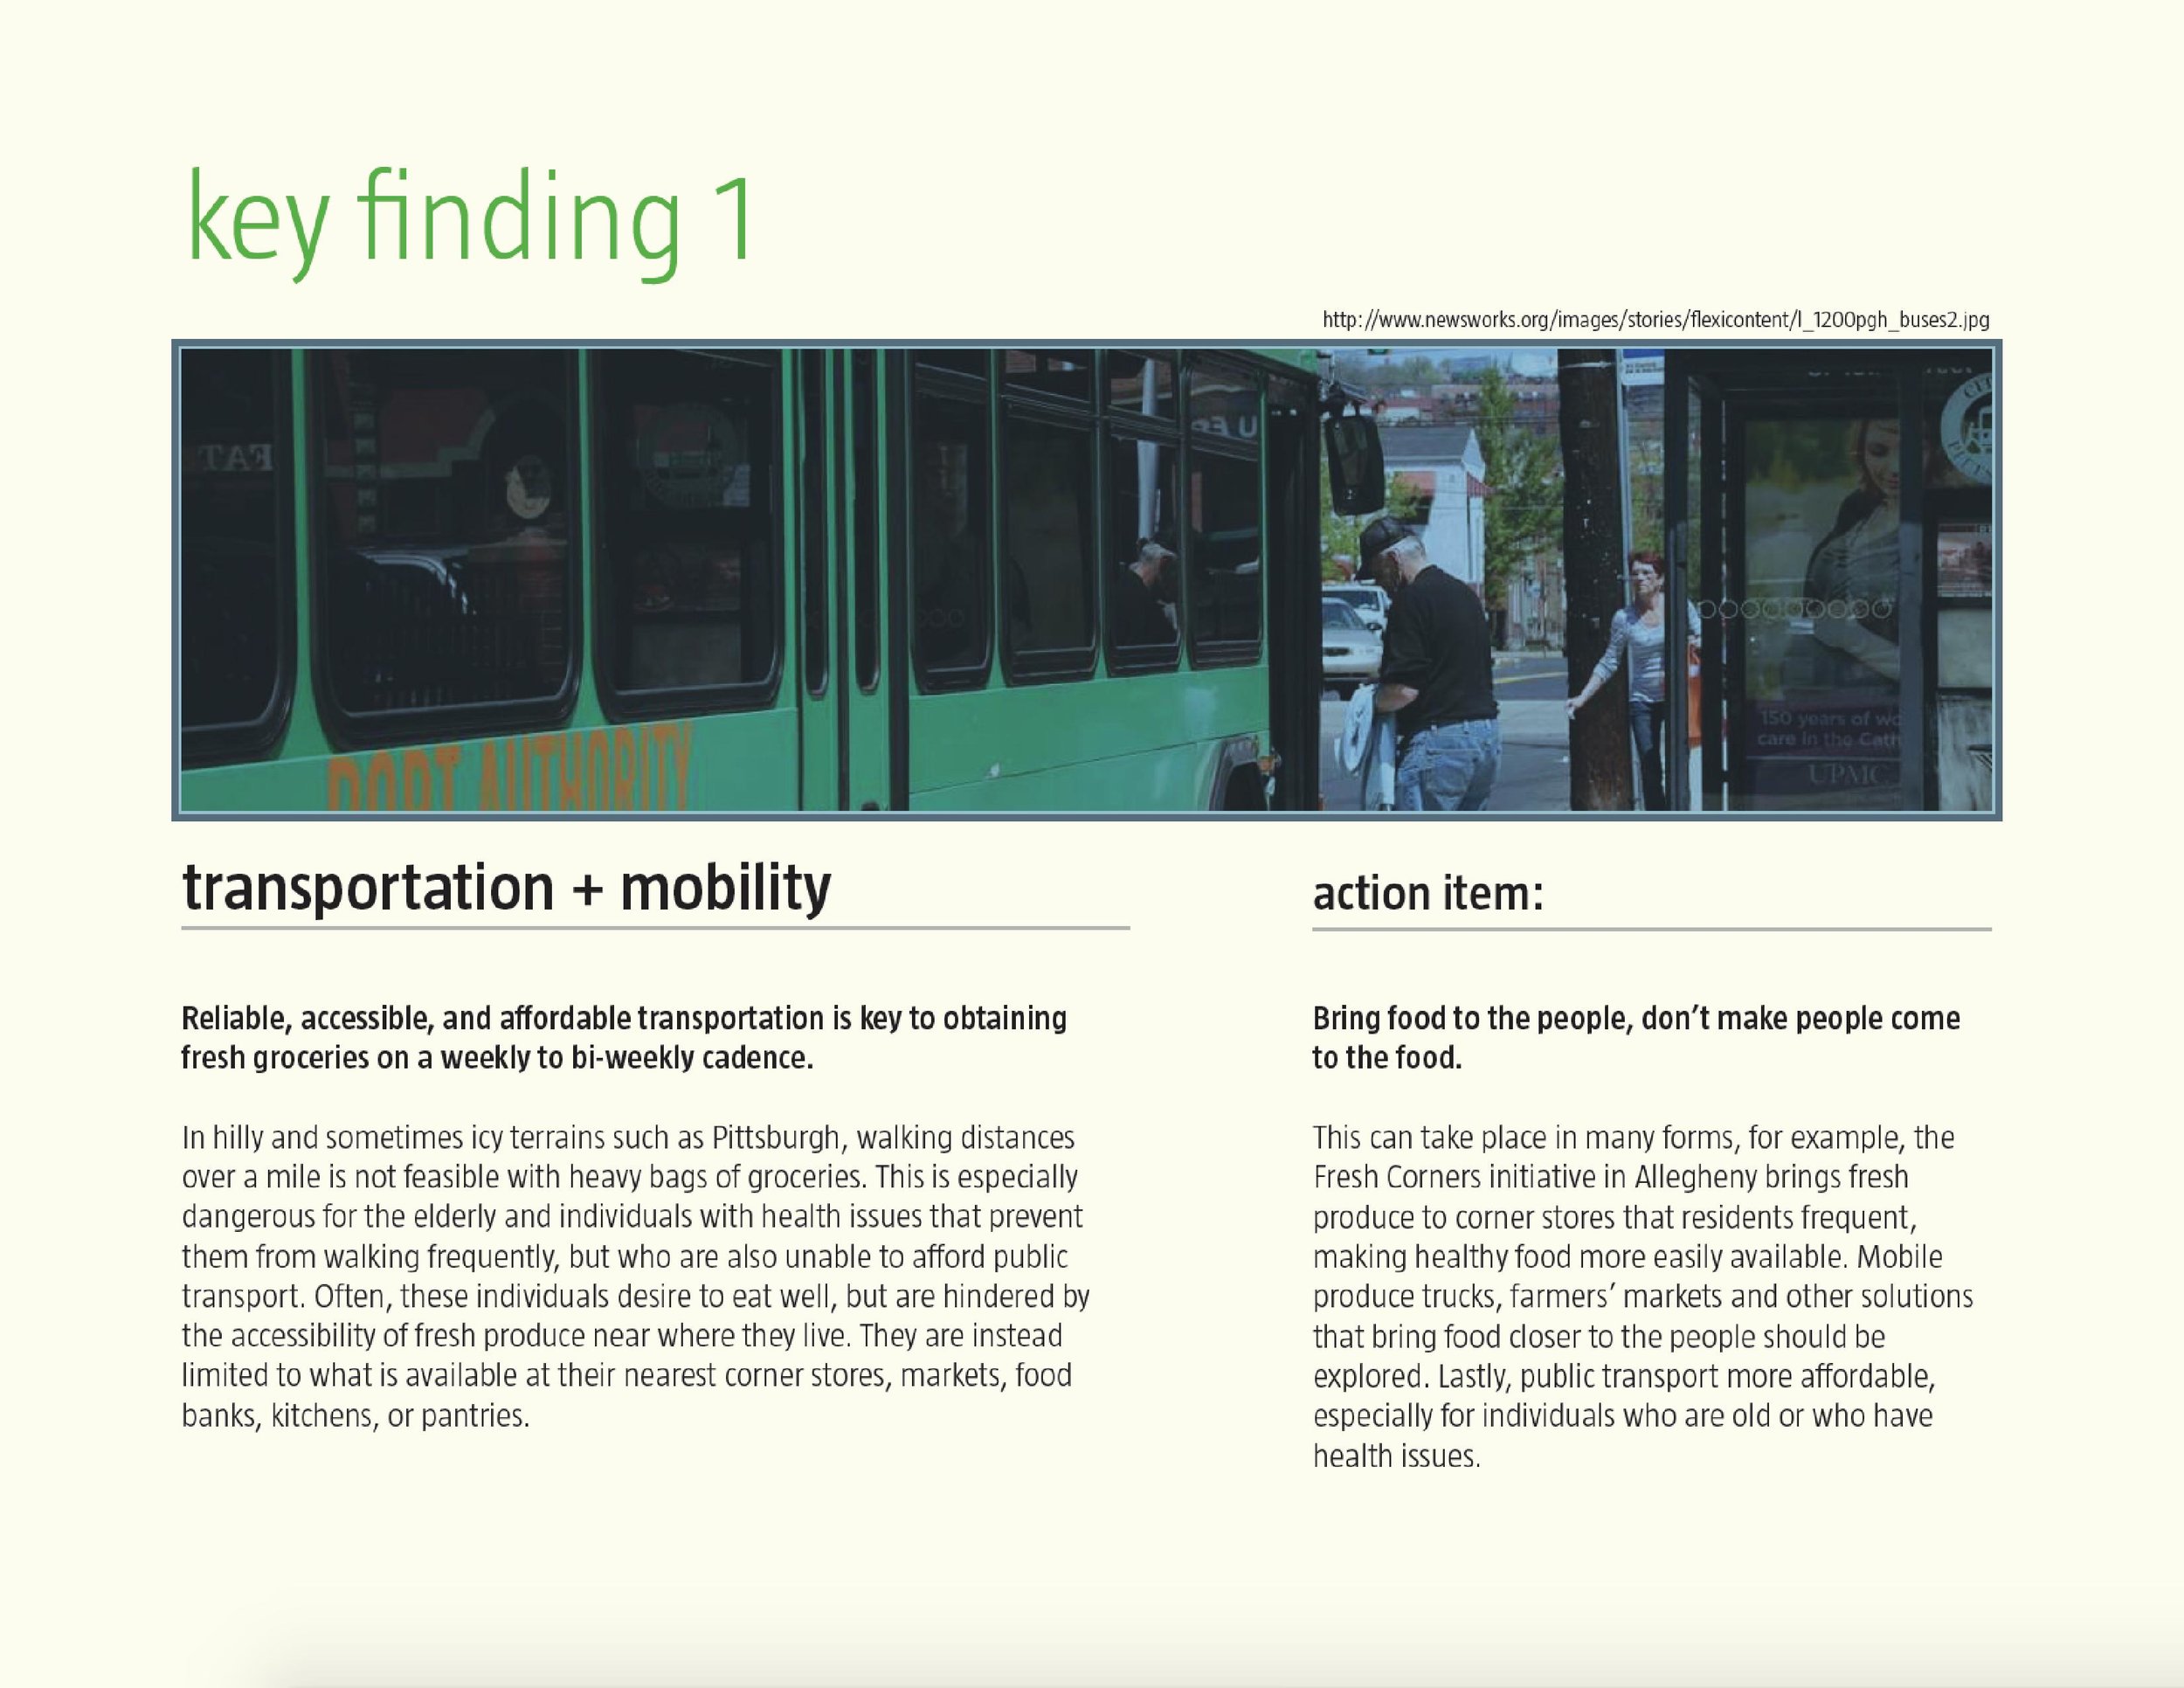 key finding 1
http://www.newsworks.org/images/stories/flexicontent/l_1200pgh_buses2.jpg
EAT
PORT AUTHORITY
150 years of
care in the
UPMC
transportation + mobility
Reliable, accessible, and affordable transportation is key to obtaining
fresh groceries on a weekly to bi-weekly cadence.
In hilly and sometimes icy terrains such as Pittsburgh, walking distances
over a mile is not feasible with heavy bags of groceries. This is especially
dangerous for the elderly and individuals with health issues that prevent
them from walking frequently, but who are also unable to afford public
transport. Often, these individuals desire to eat well, but are hindered by
the accessibility of fresh produce near where they live. They are instead
limited to what is available at their nearest corner stores, markets, food
banks, kitchens, or pantries.
action item:
Bring food to the people, don’t make people come
to the food.
This can take place in many forms, for example, the
Fresh Corners initiative in Allegheny brings fresh
produce to corner stores that residents frequent,
making healthy food more easily available. Mobile
produce trucks, farmers’ markets and other solutions
that bring food closer to the people should be
explored. Lastly, public transport more affordable,
especially for individuals who are old or who have
health issues.